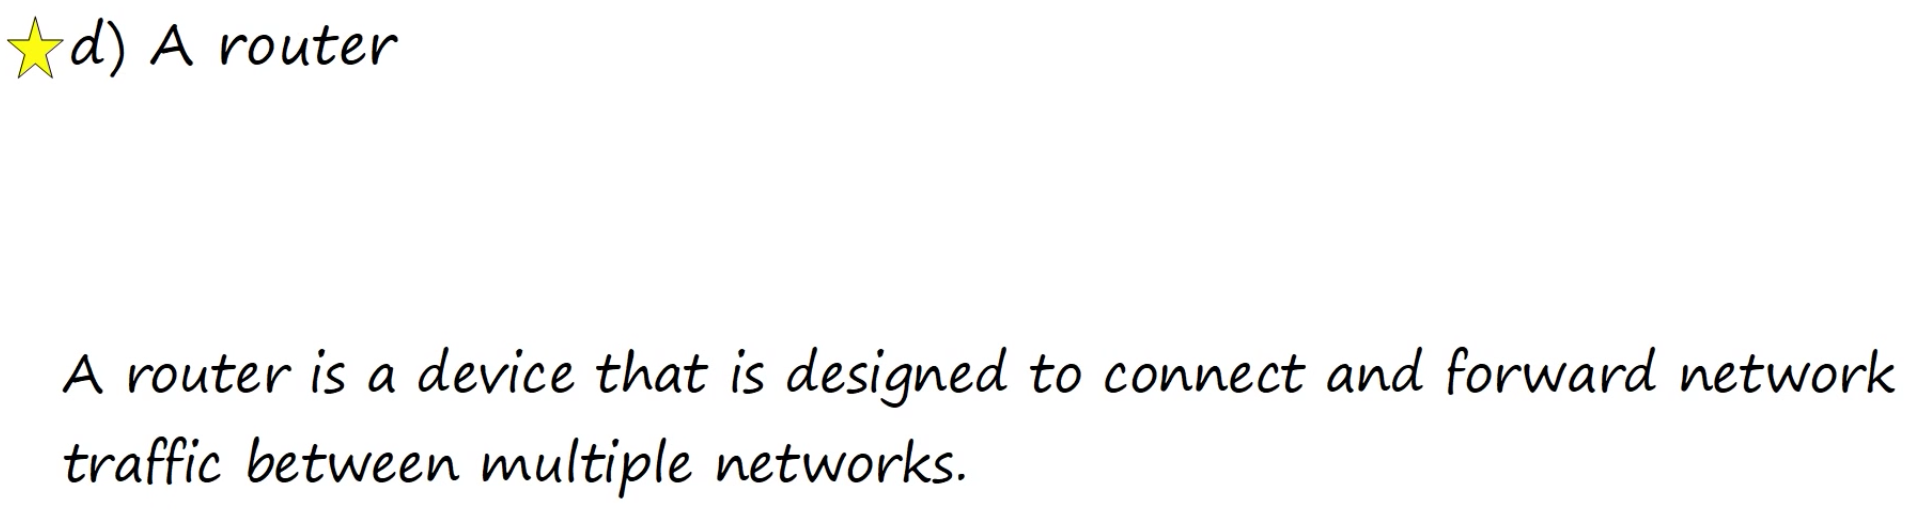 d) A router
A router is a device that is designed to connect and forward network
traffic between multiple networks.